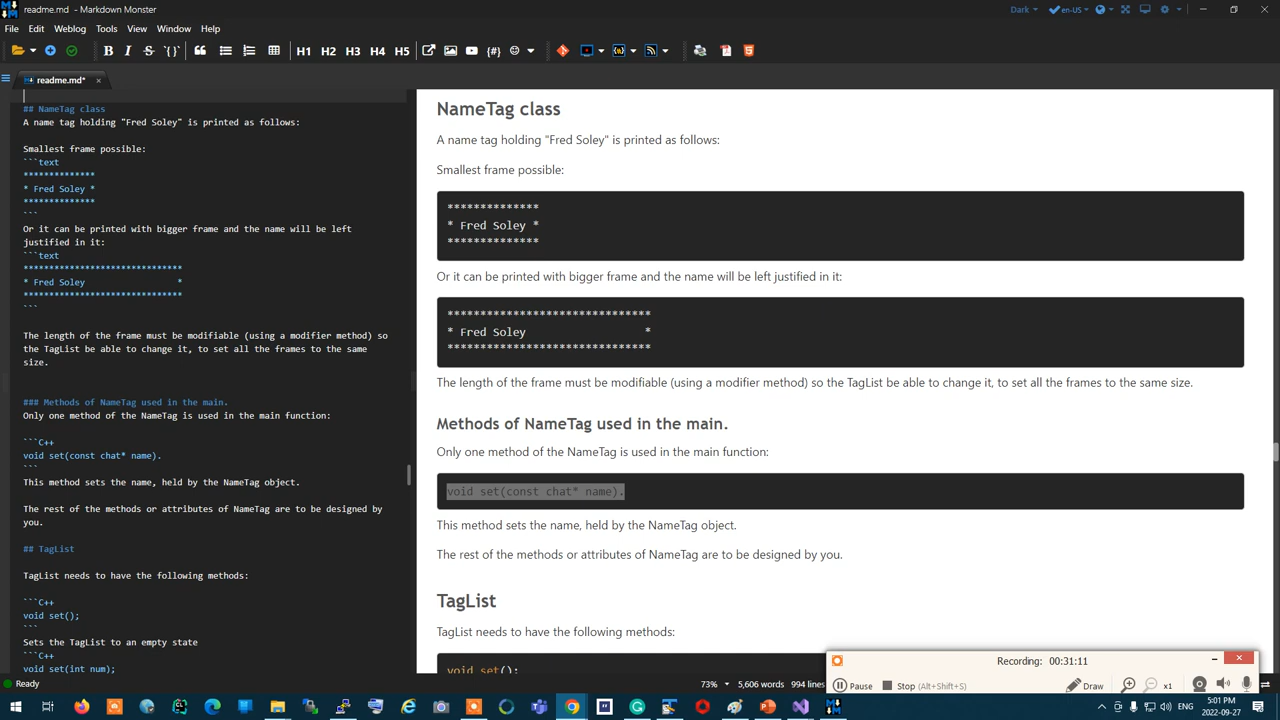 readme.md* - Markdown Monster
Dark
en-US
File Edit Weblog Tools View Window Help
B I S {`} H1 H2 H3 H4 H5 {#}
readme.md*
## NameTag class
A name tag holding "Fred Soley" is printed as follows:
Smallest frame possible:
```text
**************
* Fred Soley *
**************
```
Or it can be printed with bigger frame and the name will be left
justified in it:
```text
*******************************
* Fred Soley                  *
*******************************
```
The length of the frame must be modifiable (using a modifier method) so
the TagList be able to change it, to set all the frames to the same
size.
### Methods of NameTag used in the main.
Only one method of the NameTag is used in the main function:
```C++
void set(const chat* name).
```
This method sets the name, held by the NameTag object.
The rest of the methods or attributes of NameTag are to be designed by
you.
## TagList
TagList needs to have the following methods:
```C++
void set();
```
Sets the TagList to an empty state
```C++
void set(int num);
NameTag class
A name tag holding "Fred Soley" is printed as follows:
Smallest frame possible:
**************
* Fred Soley *
**************
Or it can be printed with bigger frame and the name will be left justified in it:
*******************************
* Fred Soley                  *
*******************************
The length of the frame must be modifiable (using a modifier method) so the TagList be able to change it, to set all the frames to the same size.
Methods of NameTag used in the main.
Only one method of the NameTag is used in the main function:
void set(const chat* name).
This method sets the name, held by the NameTag object.
The rest of the methods or attributes of NameTag are to be designed by you.
TagList
TagList needs to have the following methods:
void set();
Recording: 00:31:11
Pause Stop (Alt+Shift+S) Draw x1
Ready
73% 5,606 words 994 lines
ENG
5:01 PM
2022-09-27